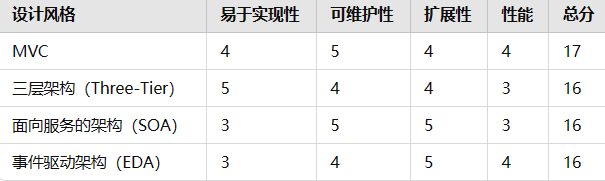 设计风格 易于实现性 可维护性 扩展性 性能 总分
MVC 4 5 4 4 17
三层架构（Three-Tier） 5 4 4 3 16
面向服务的架构（SOA） 3 5 5 3 16
事件驱动架构（EDA） 3 4 5 4 16